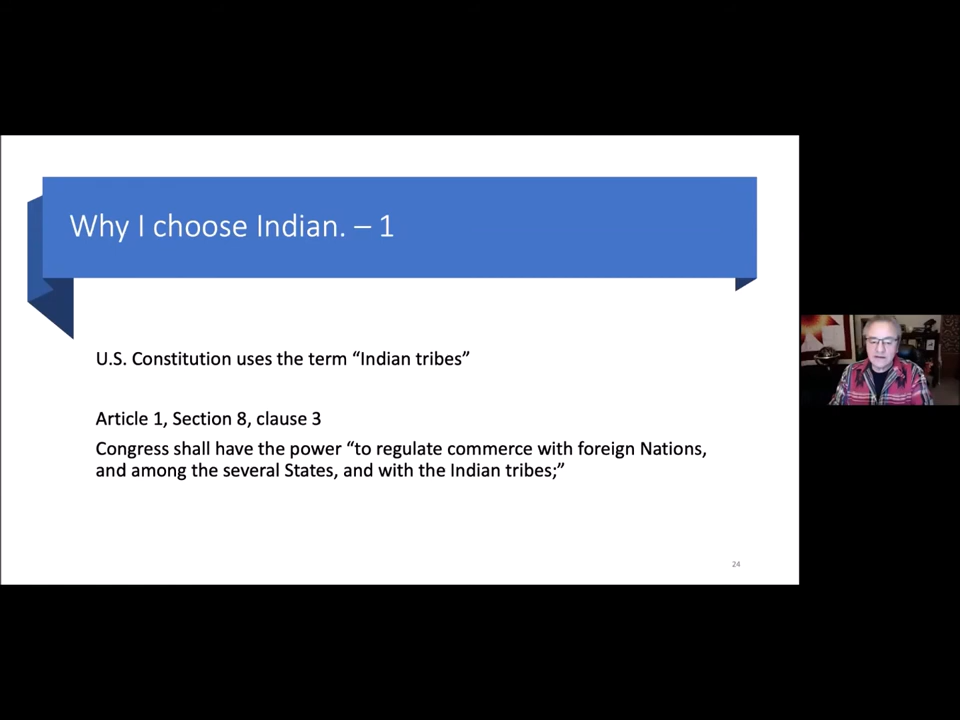 Why I choose Indian. – 1
U.S. Constitution uses the term “Indian tribes”
Article 1, Section 8, clause 3
Congress shall have the power “to regulate commerce with foreign Nations,
and among the several States, and with the Indian tribes;”
24